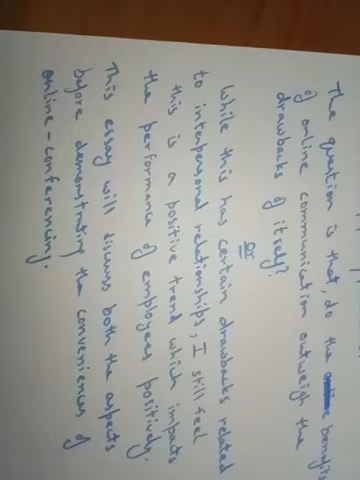 The question is that, do the benefits
of online communication outweigh the
drawbacks of itself?
or
While this has certain drawbacks related
to interpersonal relationships, I still feel
this is a positive trend which impacts
the performance of employees positively.
This essay will discuss both the aspects
before demonstrating the conveniences of
online-conferencing.